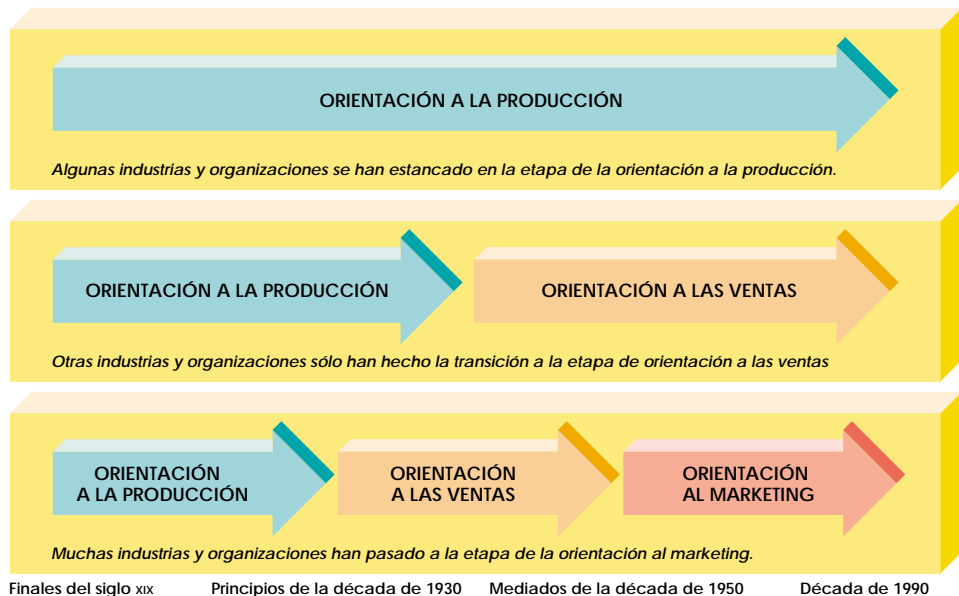 ORIENTACIÓN A LA PRODUCCIÓN
Algunas industrias y organizaciones se han estancado en la etapa de la orientación a la producción.
ORIENTACIÓN A LA PRODUCCIÓN
ORIENTACIÓN A LAS VENTAS
Otras industrias y organizaciones sólo han hecho la transición a la etapa de orientación a las ventas
ORIENTACIÓN
A LA PRODUCCIÓN
ORIENTACIÓN
A LAS VENTAS
ORIENTACIÓN
AL MARKETING
Muchas industrias y organizaciones han pasado a la etapa de la orientación al marketing.
Finales del siglo XIX Principios de la década de 1930 Mediados de la década de 1950 Década de 1990